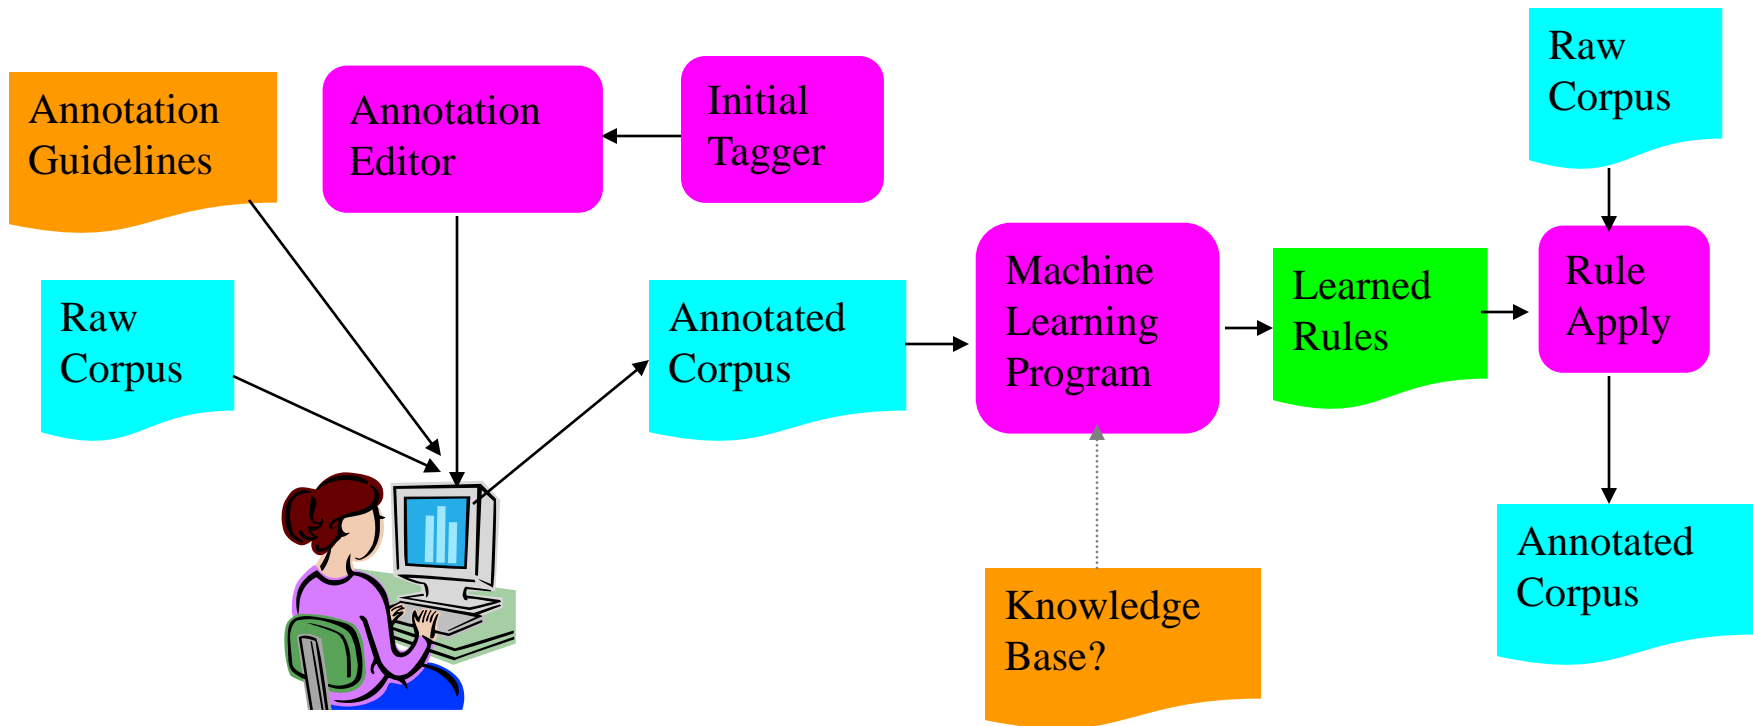 Annotation
Guidelines
Annotation
Editor
Initial
Tagger
Raw
Corpus
Raw
Corpus
Annotated
Corpus
Machine
Learning
Program
Learned
Rules
Rule
Apply
Knowledge
Base?
Annotated
Corpus